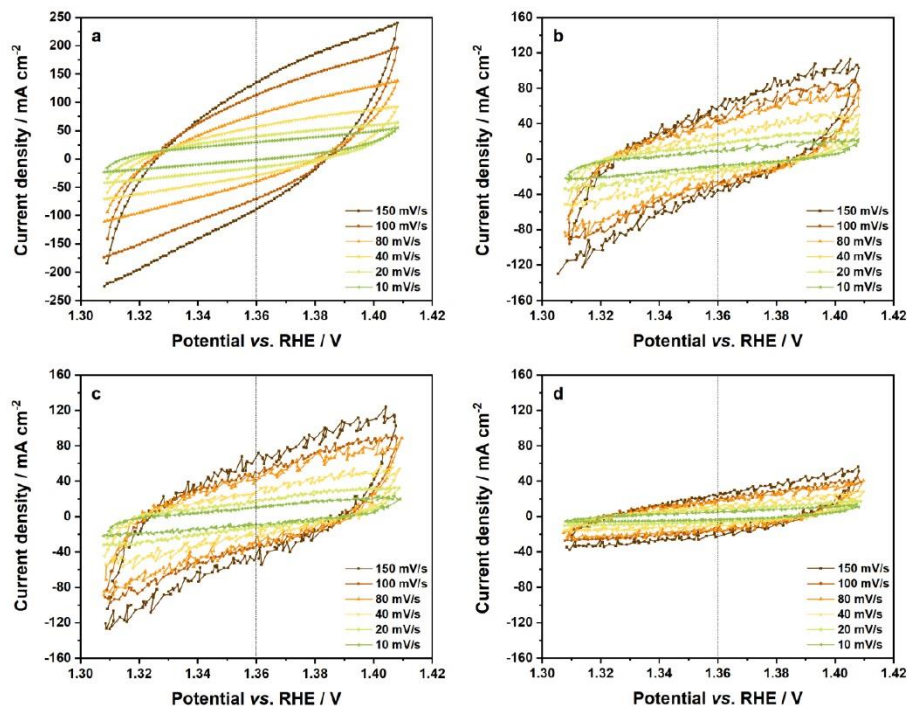 a
Current density / mA cm-2
250
200
150
100
50
0
-50
-100
-150
-200
-250
150 mV/s
100 mV/s
80 mV/s
40 mV/s
20 mV/s
10 mV/s
1.30 1.32 1.34 1.36 1.38 1.40 1.42
Potential vs. RHE / V
b
Current density / mA cm-2
160
120
80
40
0
-40
-80
-120
-160
150 mV/s
100 mV/s
80 mV/s
40 mV/s
20 mV/s
10 mV/s
1.30 1.32 1.34 1.36 1.38 1.40 1.42
Potential vs. RHE / V
c
Current density / mA cm-2
160
120
80
40
0
-40
-80
-120
-160
150 mV/s
100 mV/s
80 mV/s
40 mV/s
20 mV/s
10 mV/s
1.30 1.32 1.34 1.36 1.38 1.40 1.42
Potential vs. RHE / V
d
Current density / mA cm-2
160
120
80
40
0
-40
-80
-120
-160
150 mV/s
100 mV/s
80 mV/s
40 mV/s
20 mV/s
10 mV/s
1.30 1.32 1.34 1.36 1.38 1.40 1.42
Potential vs. RHE / V